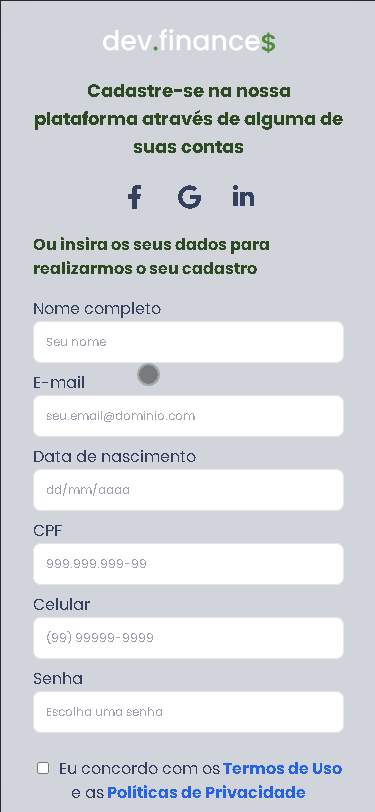 dev.finance$
Cadastre-se na nossa
plataforma através de alguma de
suas contas
Ou insira os seus dados para
realizarmos o seu cadastro
Nome completo
Seu nome
E-mail
seu.email@dominio.com
Data de nascimento
dd/mm/aaaa
CPF
999.999.999-99
Celular
(99) 99999-9999
Senha
Escolha uma senha
Eu concordo com os Termos de Uso
e as Políticas de Privacidade